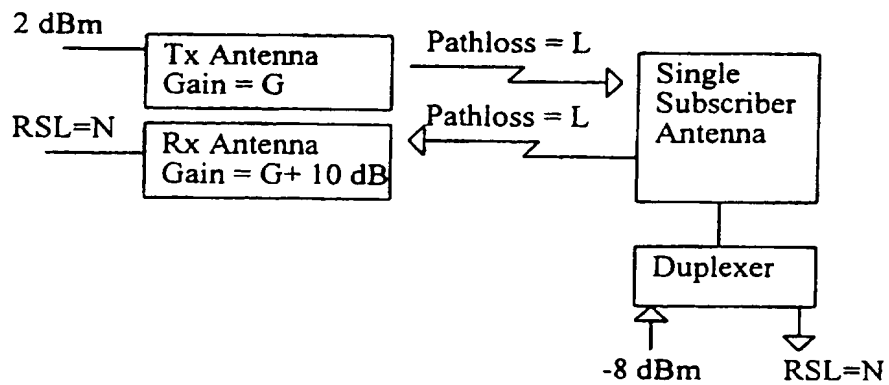 2 dBm
Tx Antenna
Gain = G
Pathloss = L
RSL=N
Rx Antenna
Gain = G+ 10 dB
Pathloss = L
Single
Subscriber
Antenna
Duplexer
-8 dBm
RSL=N